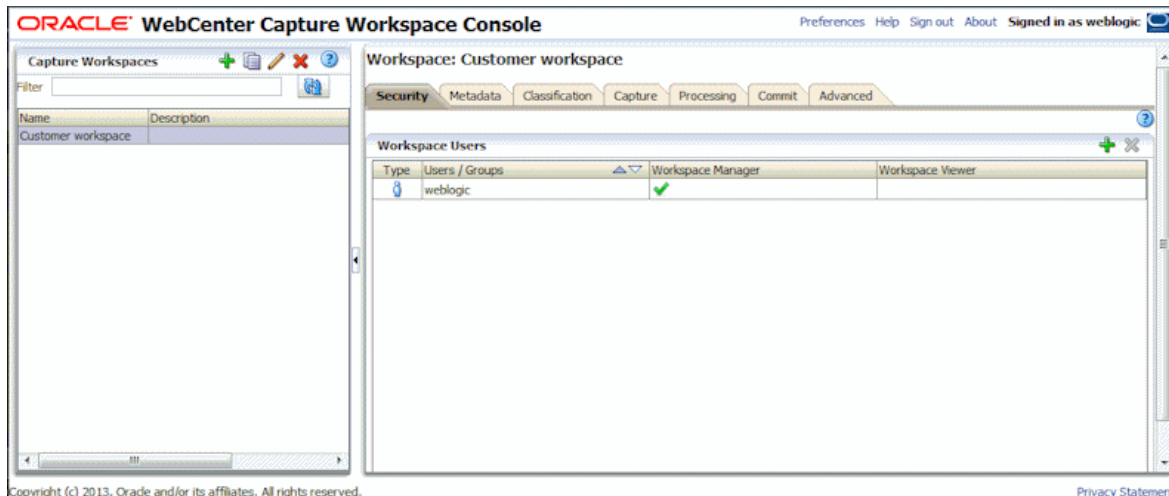 ORACLE WebCenter Capture Workspace Console
Preferences Help Sign out About Signed in as weblogic
Capture Workspaces
Filter
Name Description
Customer workspace
Workspace: Customer workspace
Security Metadata Classification Capture Processing Commit Advanced
Workspace Users
Type Users / Groups Workspace Manager Workspace Viewer
weblogic
Copyright (c) 2013, Oracle and/or its affiliates. All rights reserved.
Privacy Statemen